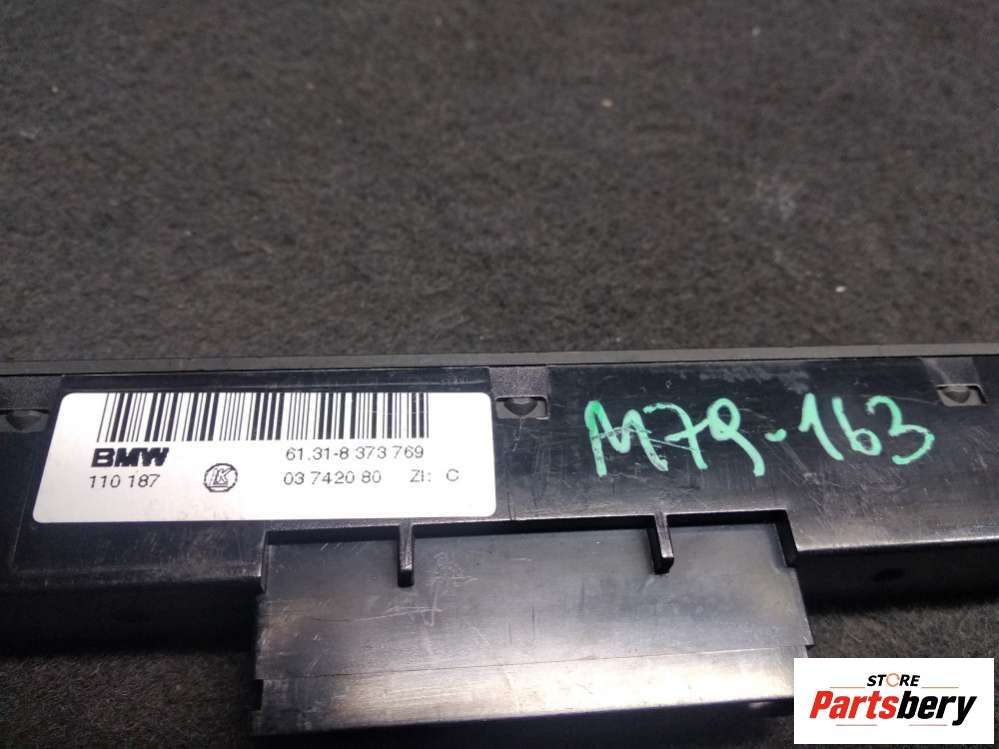 BMW 61.31-8 373 769
110 187 K 03 7420 80 ZI: C
M79-163
STORE
Partsbery